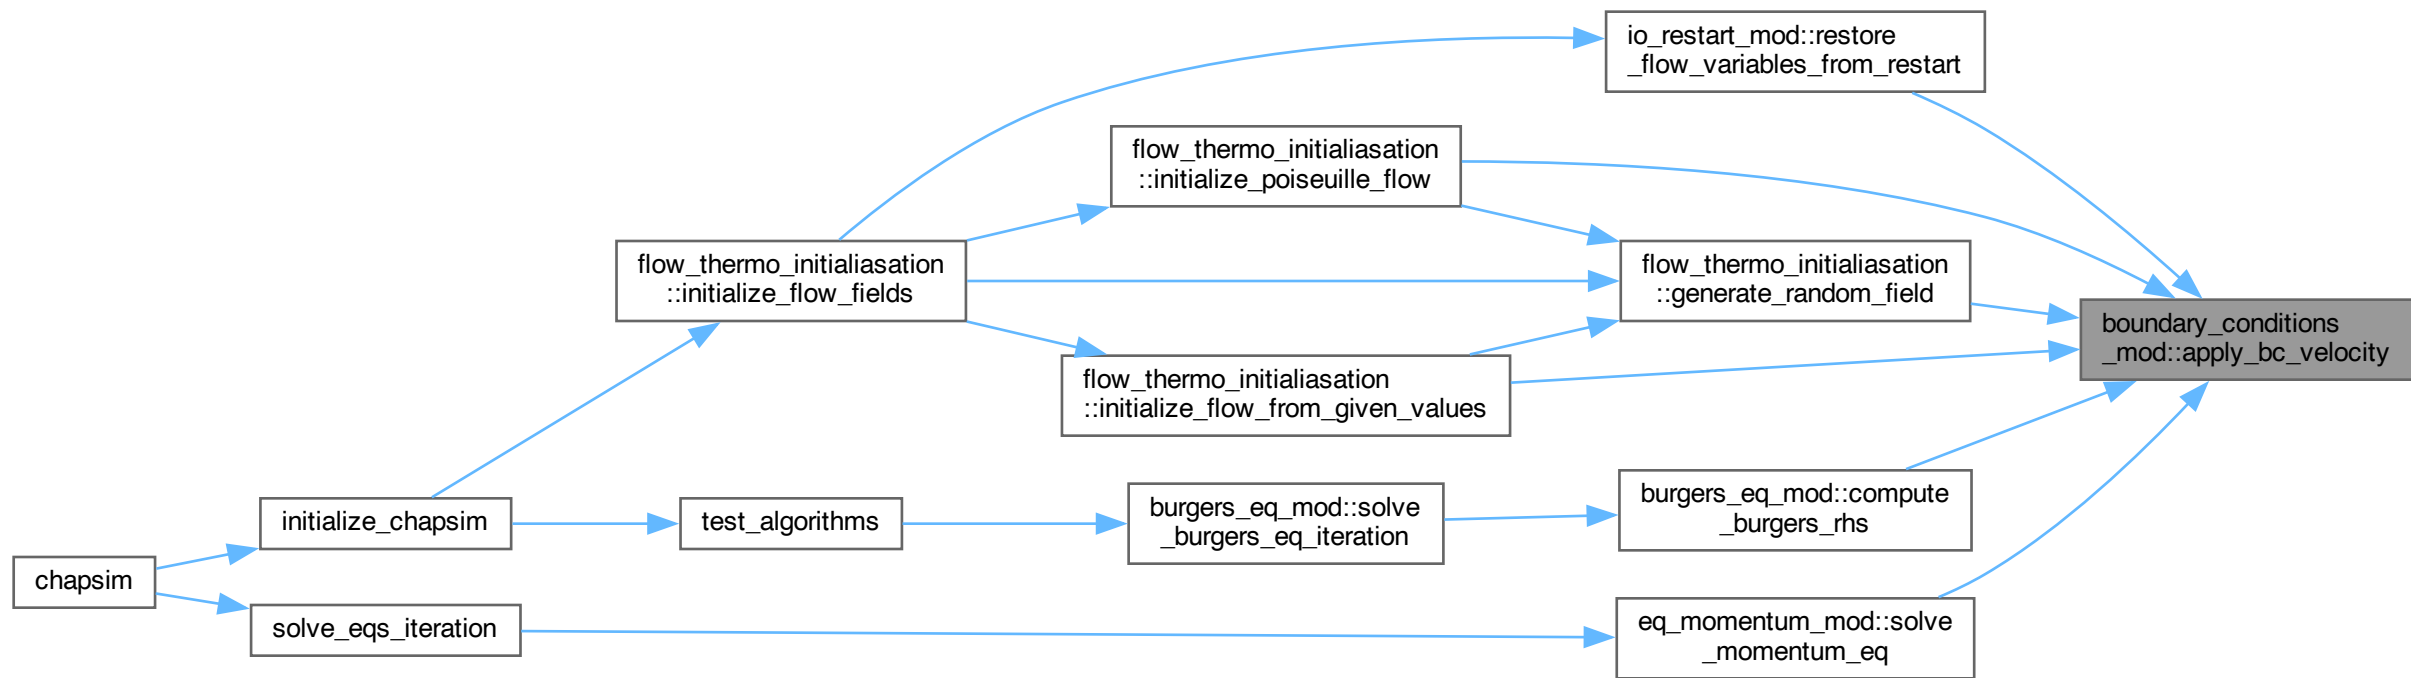 io_restart_mod::restore
_flow_variables_from_restart
flow_thermo_initialiasation
::initialize_poiseuille_flow
flow_thermo_initialiasation
::initialize_flow_fields
flow_thermo_initialiasation
::generate_random_field
boundary_conditions
_mod::apply_bc_velocity
flow_thermo_initialiasation
::initialize_flow_from_given_values
initialize_chapsim
test_algorithms
burgers_eq_mod::solve
_burgers_eq_iteration
burgers_eq_mod::compute
_burgers_rhs
chapsim
solve_eqs_iteration
eq_momentum_mod::solve
_momentum_eq